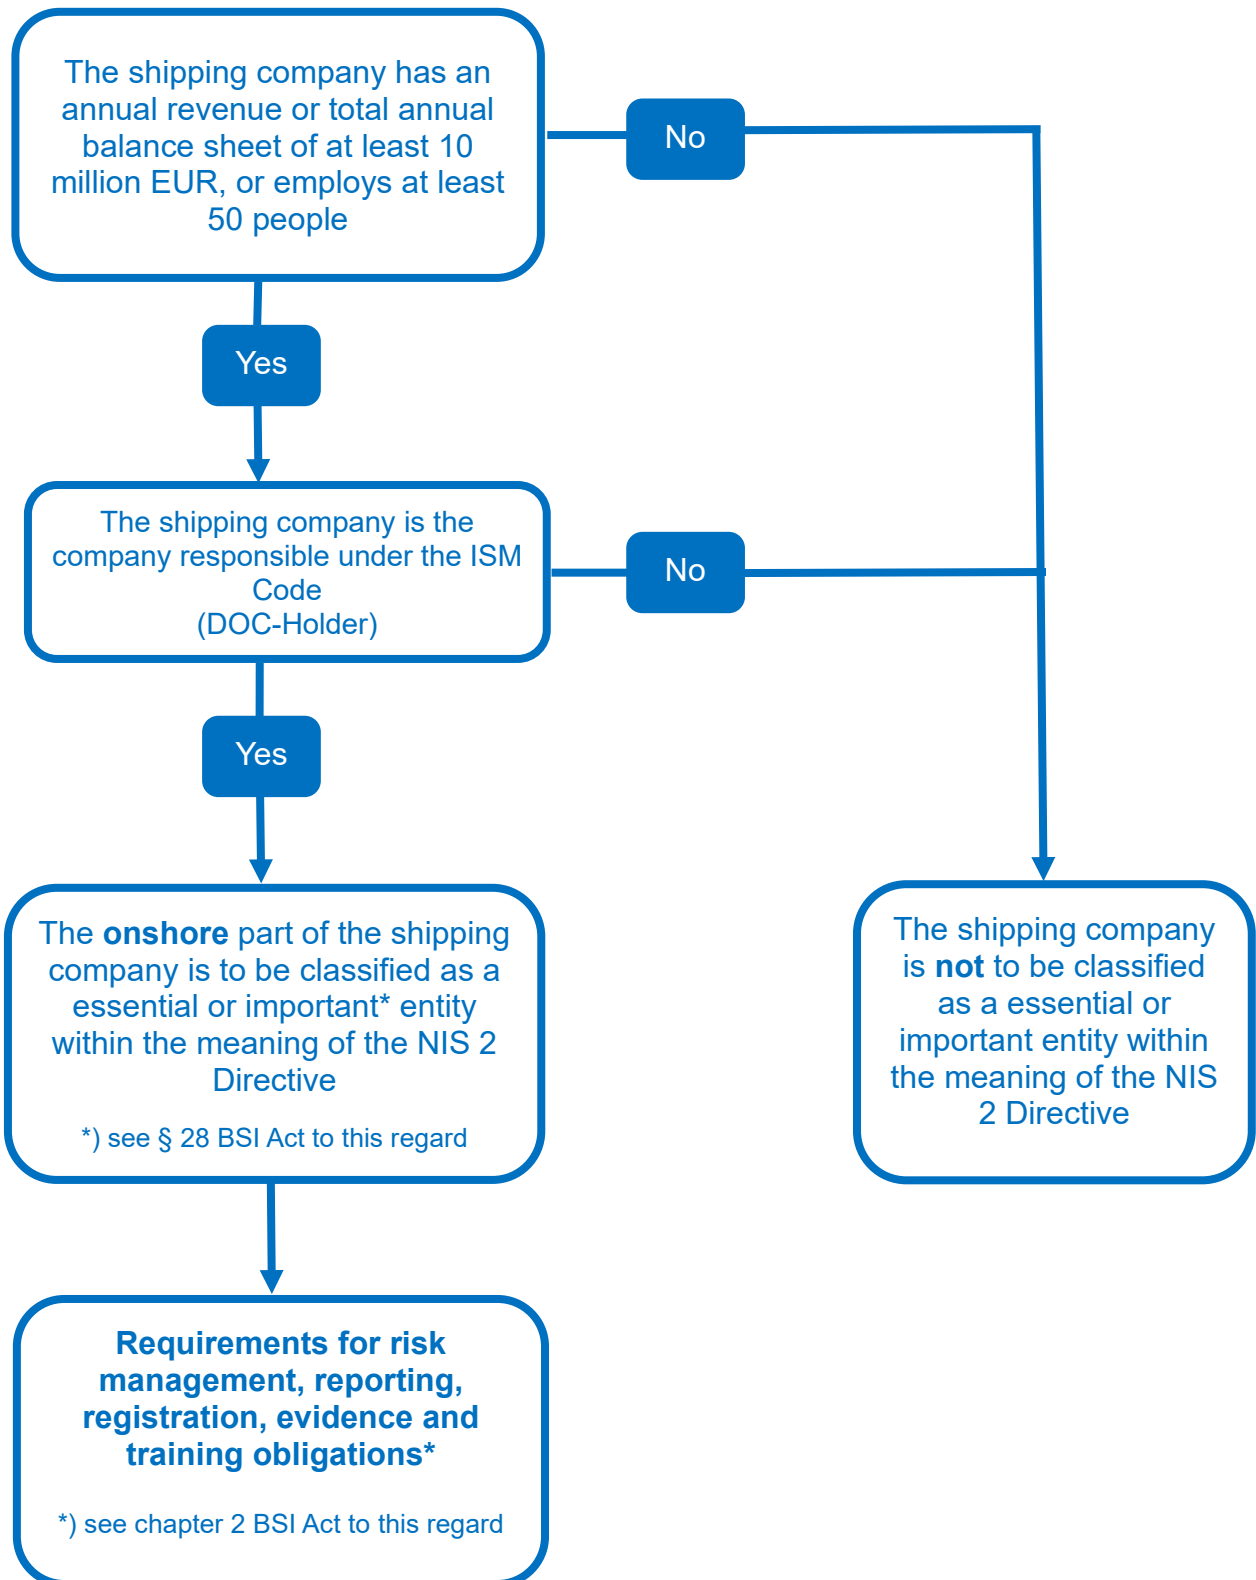 The shipping company has an
annual revenue or total annual
balance sheet of at least 10
million EUR, or employs at least
50 people
No
Yes
The shipping company is the
company responsible under the ISM
Code
(DOC-Holder)
No
Yes
The onshore part of the shipping
company is to be classified as a
essential or important* entity
within the meaning of the NIS 2
Directive
*) see § 28 BSI Act to this regard
The shipping company
is not to be classified
as a essential or
important entity within
the meaning of the NIS
2 Directive
Requirements for risk
management, reporting,
registration, evidence and
training obligations*
*) see chapter 2 BSI Act to this regard